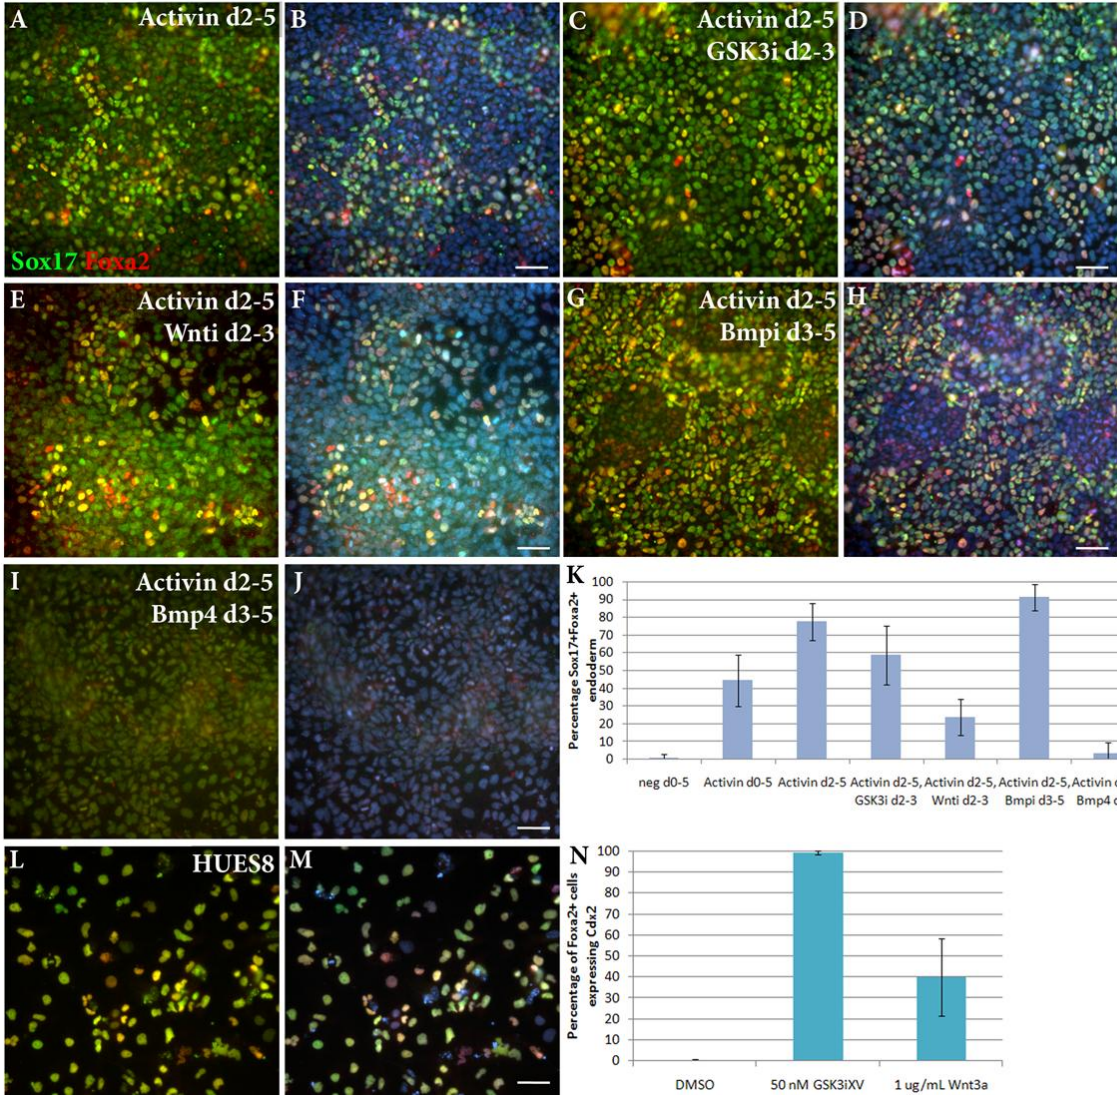 A Activin d2-5 B
C Activin d2-5 D
GSK3i d2-3
Sox17 Foxa2
E Activin d2-5 F
Wnti d2-3
G Activin d2-5 H
Bmpi d3-5
I Activin d2-5 J
Bmp4 d3-5
K
Percentage Sox17+Foxa2+
endoderm
100
90
80
70
60
50
40
30
20
10
0
neg d0-5
Activin d0-5
Activin d2-5
Activin d2-5,
GSK3i d2-3
Activin d2-5,
Wnti d2-3
Activin d2-5,
Bmpi d3-5
Activin d
Bmp4 d
L HUES8 M
N
Percentage of Foxa2+ cells
expressing Cdx2
100
90
80
70
60
50
40
30
20
10
0
DMSO
50 nM GSK3iXV
1 ug/mL Wnt3a